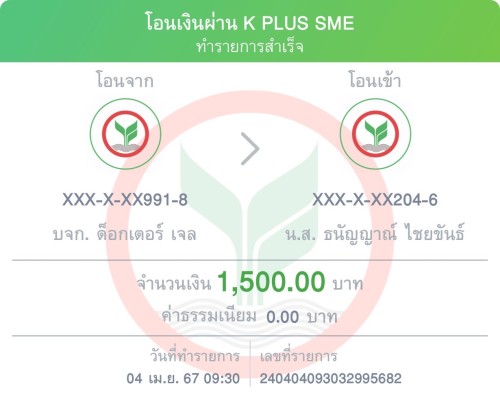 โอนเงินผ่าน K PLUS SME
ทำรายการสำเร็จ
โอนจาก
โอนเข้า
XXX-X-XX991-8
XXX-X-XX204-6
บจก. ด็อกเตอร์ เจล
น.ส. ธนัญญาณ์ ไชยขันธ์
จำนวนเงิน 1,500.00 บาท
ค่าธรรมเนียม 0.00 บาท
วันที่ทำรายการ
เลขที่รายการ
04 เม.ย. 67 09:30
240404093032995682